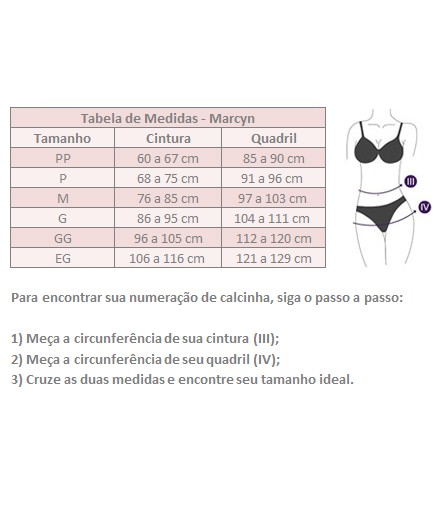 Tabela de Medidas - Marcyn
Tamanho Cintura Quadril
PP 60 a 67 cm 85 a 90 cm
P 68 a 75 cm 91 a 96 cm
M 76 a 85 cm 97 a 103 cm
G 86 a 95 cm 104 a 111 cm
GG 96 a 105 cm 112 a 120 cm
EG 106 a 116 cm 121 a 129 cm
III
IV
Para encontrar sua numeração de calcinha, siga o passo a passo:
1) Meça a circunferência de sua cintura (III);
2) Meça a circunferência de seu quadril (IV);
3) Cruze as duas medidas e encontre seu tamanho ideal.